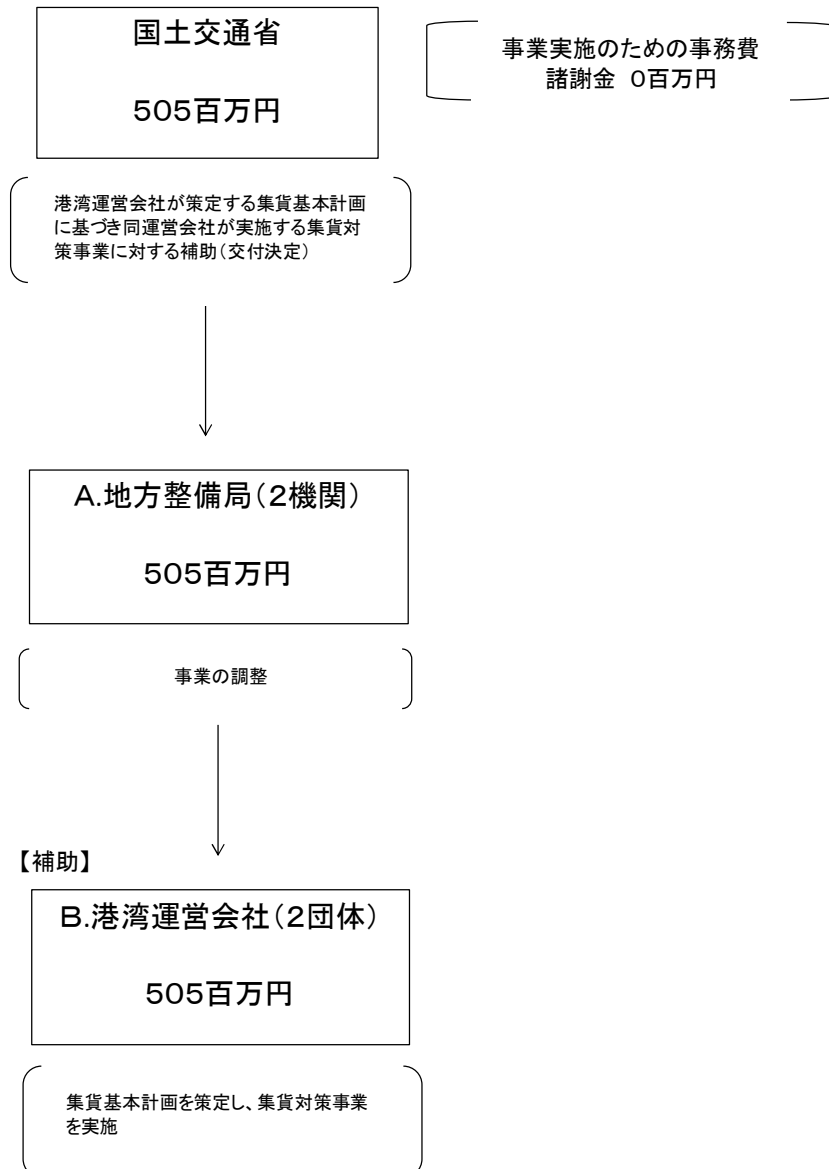 国土交通省
505百万円
事業実施のための事務費
諸謝金 0百万円
港湾運営会社が策定する集貨基本計画
に基づき同運営会社が実施する集貨対
策事業に対する補助(交付決定)
A.地方整備局(2機関)
505百万円
事業の調整
【補助】
B.港湾運営会社(2団体)
505百万円
集貨基本計画を策定し、集貨対策事業
を実施